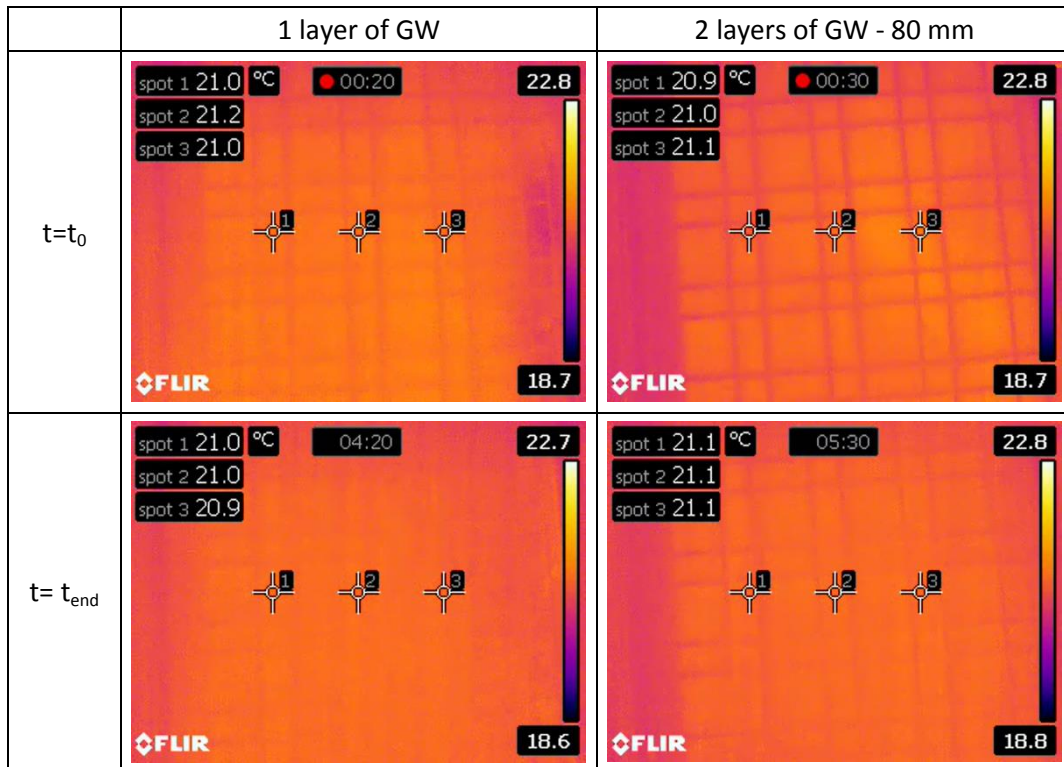 1 layer of GW
2 layers of GW - 80 mm
t=t0
spot 1 21.0 °C 00:20 22.8
spot 2 21.2
spot 3 21.0
1 2 3
FLIR 18.7
spot 1 20.9 °C 00:30 22.8
spot 2 21.0
spot 3 21.1
1 2 3
FLIR 18.7
t= tend
spot 1 21.0 °C 04:20 22.7
spot 2 21.0
spot 3 20.9
1 2 3
FLIR 18.6
spot 1 21.1 °C 05:30 22.8
spot 2 21.1
spot 3 21.1
1 2 3
FLIR 18.8